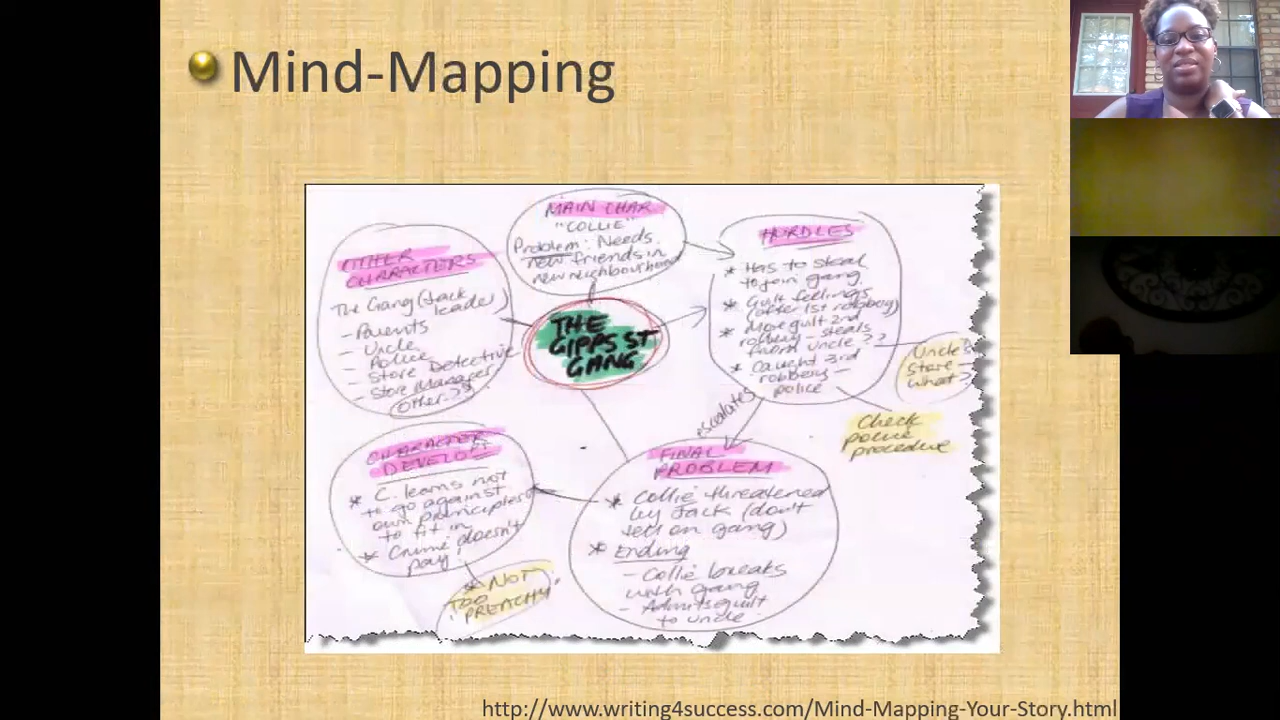 Mind-Mapping
MAIN CHAR
"COLLIE"
Problem: Needs
new friends in
new neighbourhood
OTHER
CHARACTERS
The Gang (Jack
leader)
- Parents
- Uncle
- Police
- Store Detective
- Store Manager
Other??
THE
GIPPS ST
GANG
HURDLES
* Has to steal
to join gang.
* Guilt feelings
(after 1st robbery)
* More guilt 2nd
robbery - steals
from uncle??
* Caught 3rd
robbery -
police
Uncle's
store -
what?
Check
police
procedure
escalates
FINAL
PROBLEM
* Collie threatened
by Jack (don't
tell on gang)
* Ending
- Collie breaks
with gang
- Admits guilt
to uncle
CHARACTER
DEVELOP
* C. learns not
to go against
own principles
to fit in
* Crime doesn't
pay!
* NOT
TOO
PREACHY!
http://www.writing4success.com/Mind-Mapping-Your-Story.html